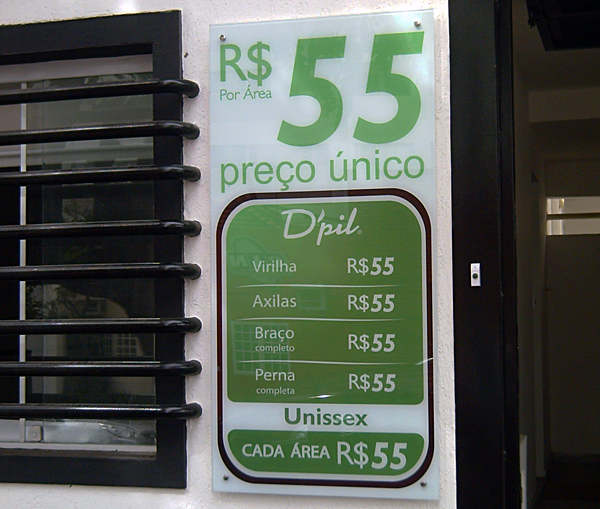 R$ 55
Por Área
preço único
D'pil®
Virilha R$55
Axilas R$55
Braço R$55
completo
Perna R$55
completa
Unissex
CADA ÁREA R$55